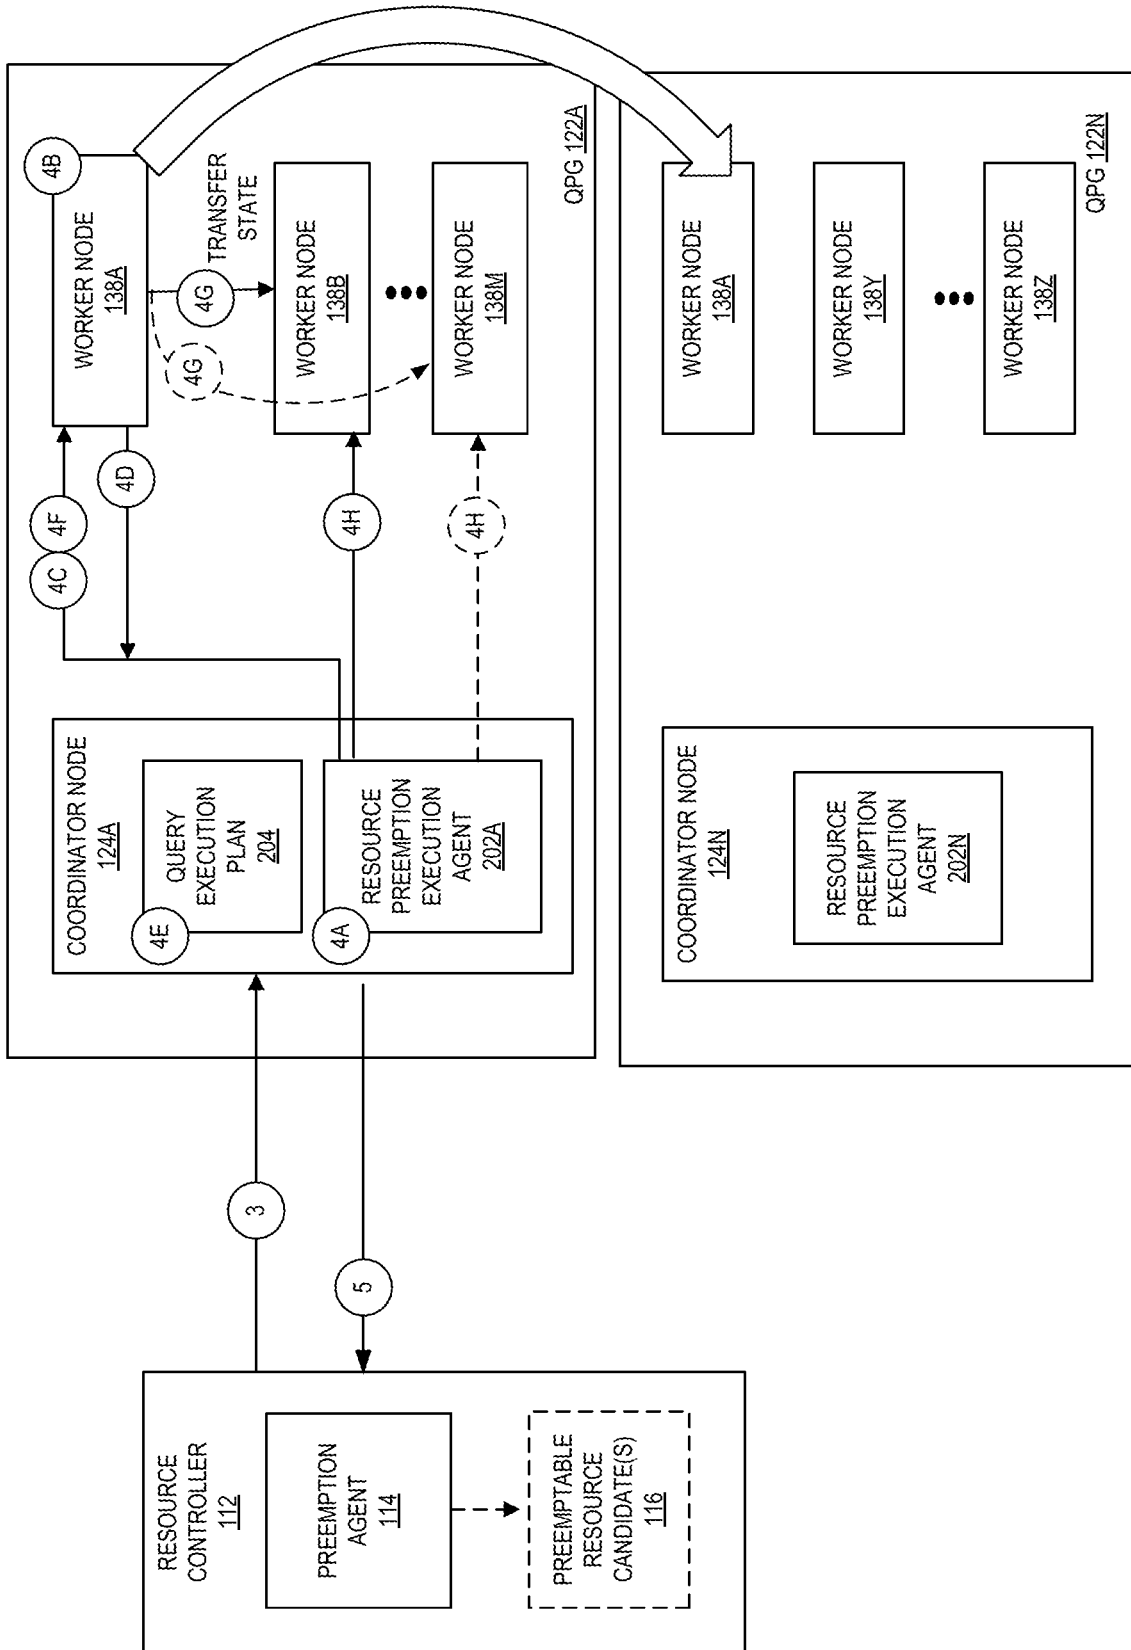 RESOURCE
CONTROLLER
112
PREEMPTION
AGENT
114
PREEMPTABLE
RESOURCE
CANDIDATE(S)
116
3
5
COORDINATOR NODE
124A
4E
QUERY
EXECUTION
PLAN
204
4A
RESOURCE
PREEMPTION
EXECUTION
AGENT
202A
4C
4F
4D
4H
4H
4B
WORKER NODE
138A
4G
4G
TRANSFER
STATE
WORKER NODE
138B
WORKER NODE
138M
QPG 122A
COORDINATOR NODE
124N
RESOURCE
PREEMPTION
EXECUTION
AGENT
202N
WORKER NODE
138A
WORKER NODE
138Y
WORKER NODE
138Z
QPG 122N